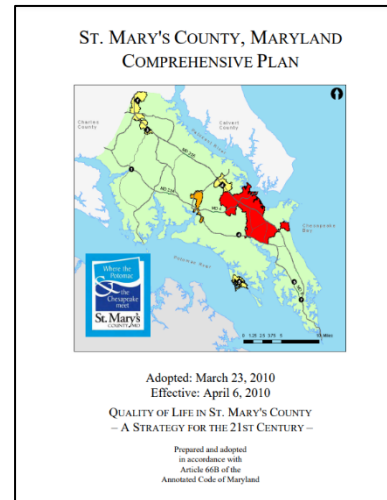 ST. MARY'S COUNTY, MARYLAND
COMPREHENSIVE PLAN
Charles
County
Calvert
County
Chesapeake
Bay
Potomac River
Where the
Potomac
& the
Chesapeake
meet
St. Mary's
COUNTY, MD
Adopted: March 23, 2010
Effective: April 6, 2010
QUALITY OF LIFE IN ST. MARY'S COUNTY
– A STRATEGY FOR THE 21ST CENTURY –
Prepared and adopted
in accordance with
Article 66B of the
Annotated Code of Maryland